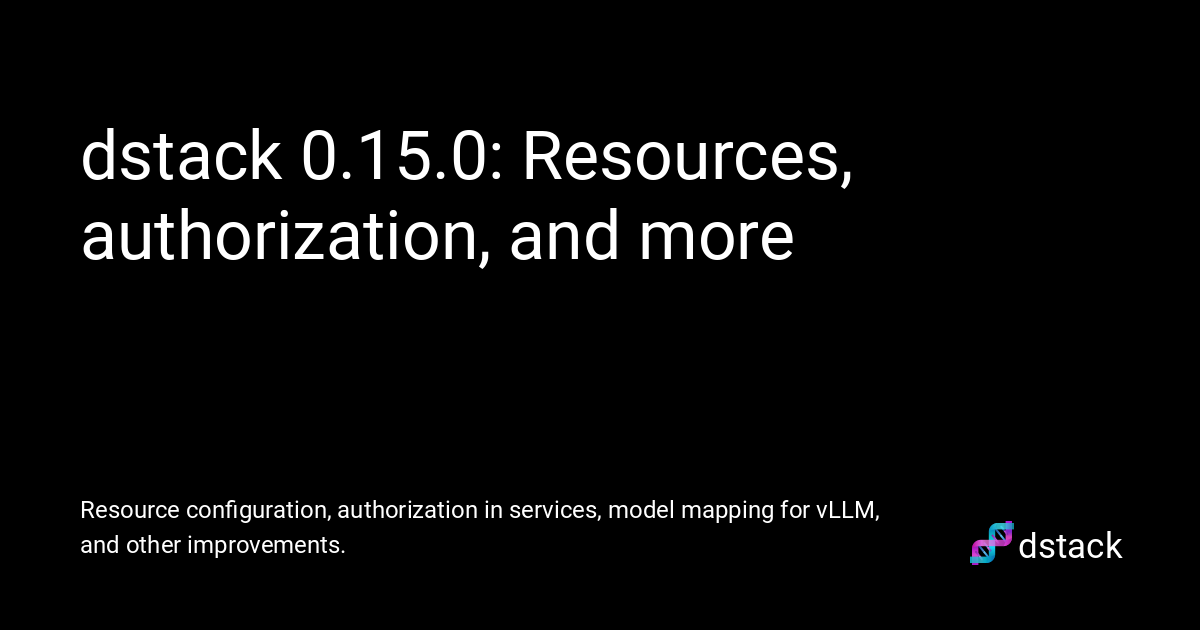 dstack 0.15.0: Resources,
authorization, and more
Resource configuration, authorization in services, model mapping for vLLM,
and other improvements.
dstack